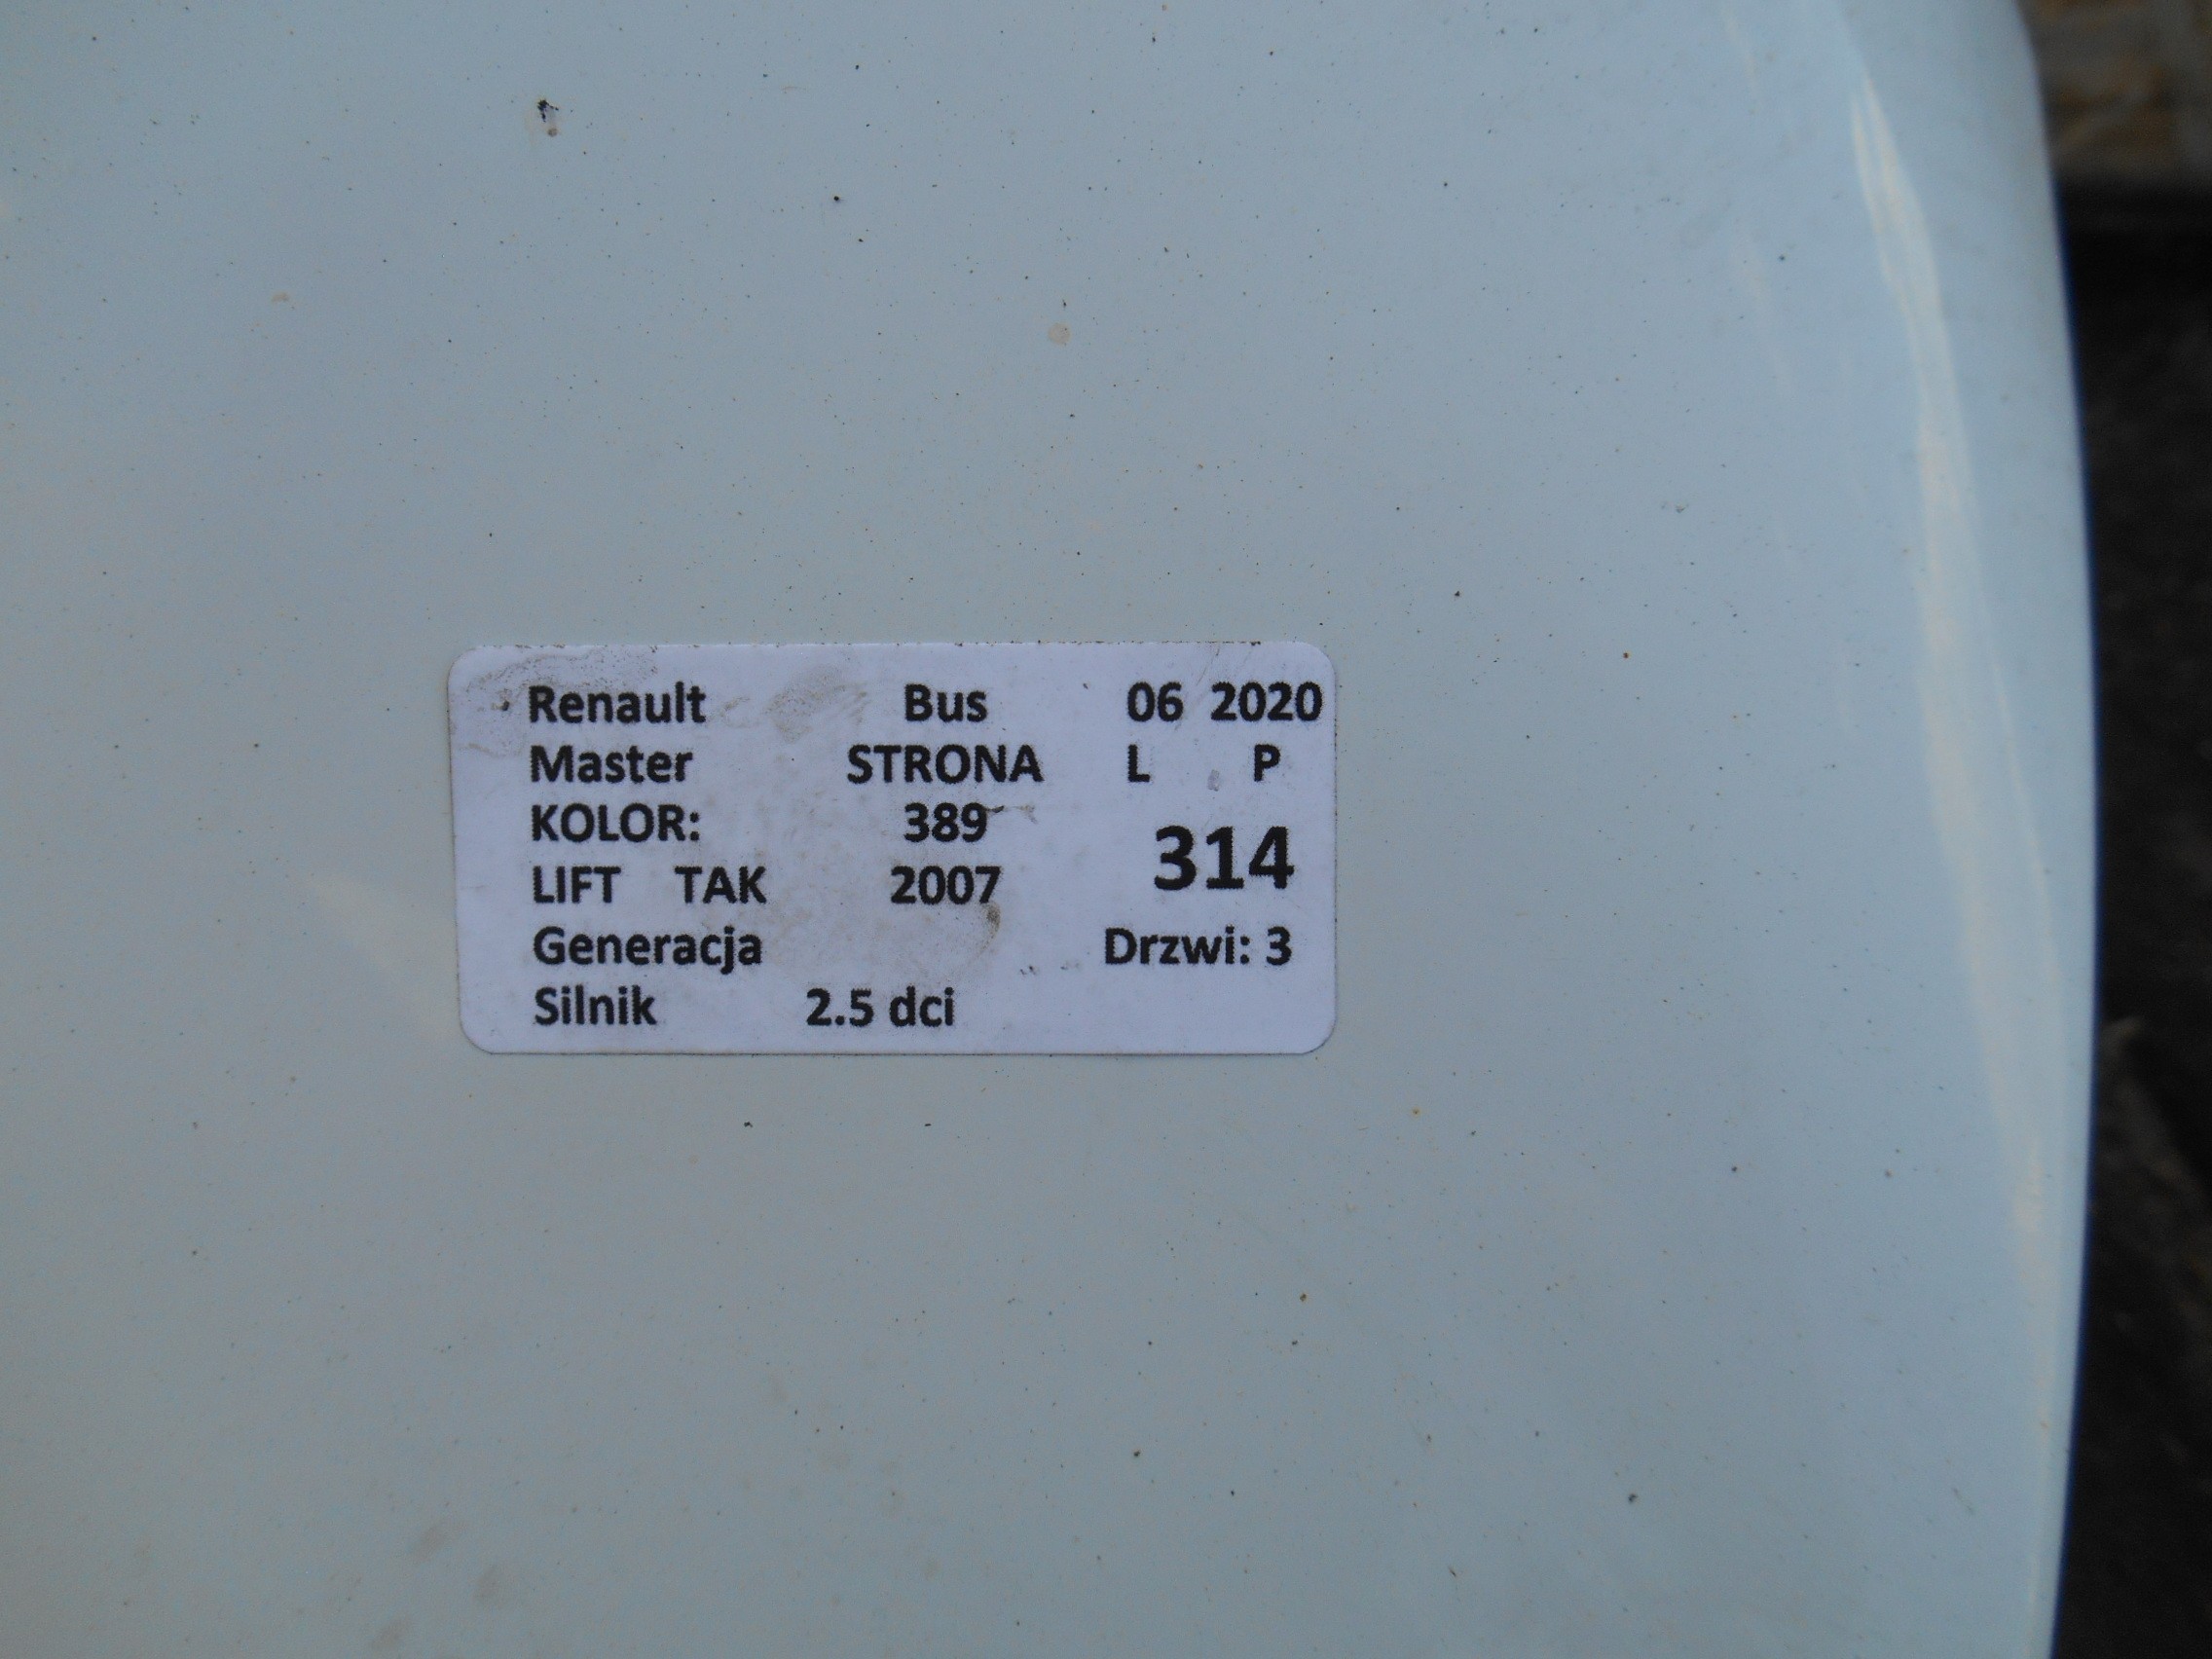 Renault Bus 06 2020
Master STRONA L P
KOLOR: 389
314
LIFT TAK 2007
Generacja Drzwi: 3
Silnik 2.5 dci